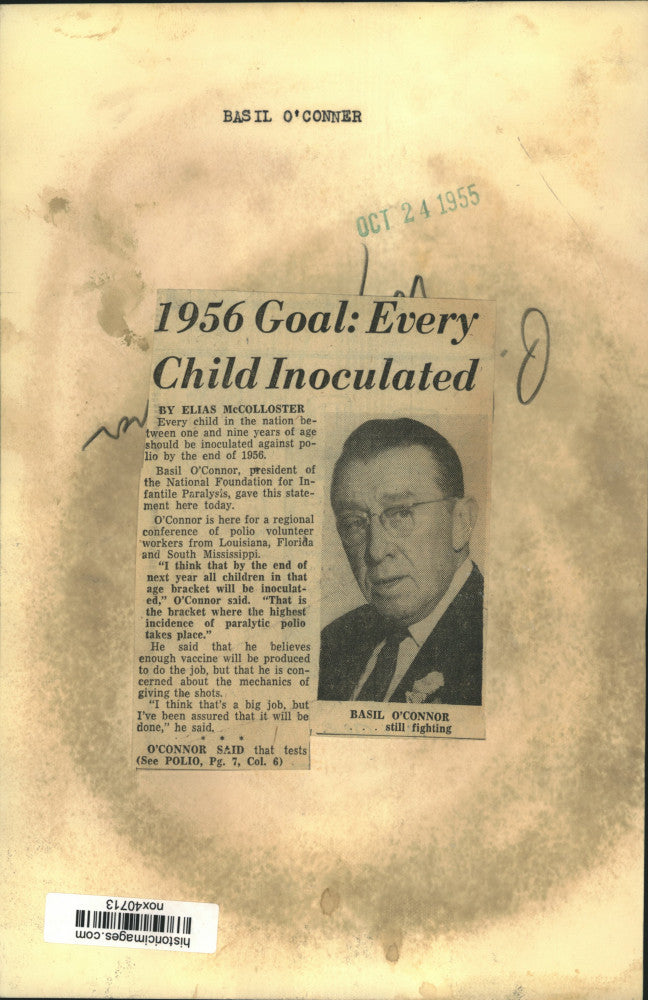 BASIL O'CONNER
OCT 24 1955
1956 Goal: Every
Child Inoculated
BY ELIAS McCOLLOSTER
Every child in the nation be-
tween one and nine years of age
should be inoculated against po-
lio by the end of 1956.
Basil O'Connor, president of
the National Foundation for In-
fantile Paralysis, gave this state-
ment here today.
O'Connor is here for a regional
conference of polio volunteer
workers from Louisiana, Florida
and South Mississippi.
"I think that by the end of
next year all children in that
age bracket will be inoculat-
ed," O'Connor said. "That is
the bracket where the highest
incidence of paralytic polio
takes place."
He said that he believes
enough vaccine will be produced
to do the job, but that he is con-
cerned about the mechanics of
giving the shots.
"I think that's a big job, but
I've been assured that it will be
done," he said.
* * *
O'CONNOR SAID that tests
(See POLIO, Pg. 7, Col. 6)
BASIL O'CONNOR
. . . still fighting
nox40713
historicimages.com